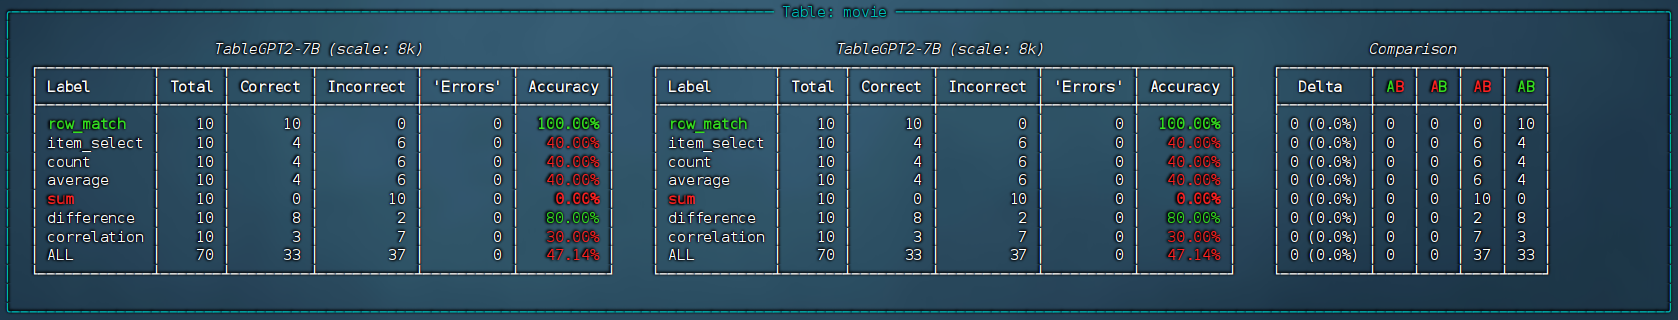 Table: movie
TableGPT2-7B (scale: 8k) TableGPT2-7B (scale: 8k) Comparison
Label Total Correct Incorrect 'Errors' Accuracy Label Total Correct Incorrect 'Errors' Accuracy Delta AB AB AB AB
row_match 10 10 0 0 100.00% row_match 10 10 0 0 100.00% 0 (0.0%) 0 0 0 10
item_select 10 4 6 0 40.00% item_select 10 4 6 0 40.00% 0 (0.0%) 0 0 6 4
count 10 4 6 0 40.00% count 10 4 6 0 40.00% 0 (0.0%) 0 0 6 4
average 10 4 6 0 40.00% average 10 4 6 0 40.00% 0 (0.0%) 0 0 6 4
sum 10 0 10 0 0.00% sum 10 0 10 0 0.00% 0 (0.0%) 0 0 10 0
difference 10 8 2 0 80.00% difference 10 8 2 0 80.00% 0 (0.0%) 0 0 2 8
correlation 10 3 7 0 30.00% correlation 10 3 7 0 30.00% 0 (0.0%) 0 0 7 3
ALL 70 33 37 0 47.14% ALL 70 33 37 0 47.14% 0 (0.0%) 0 0 37 33